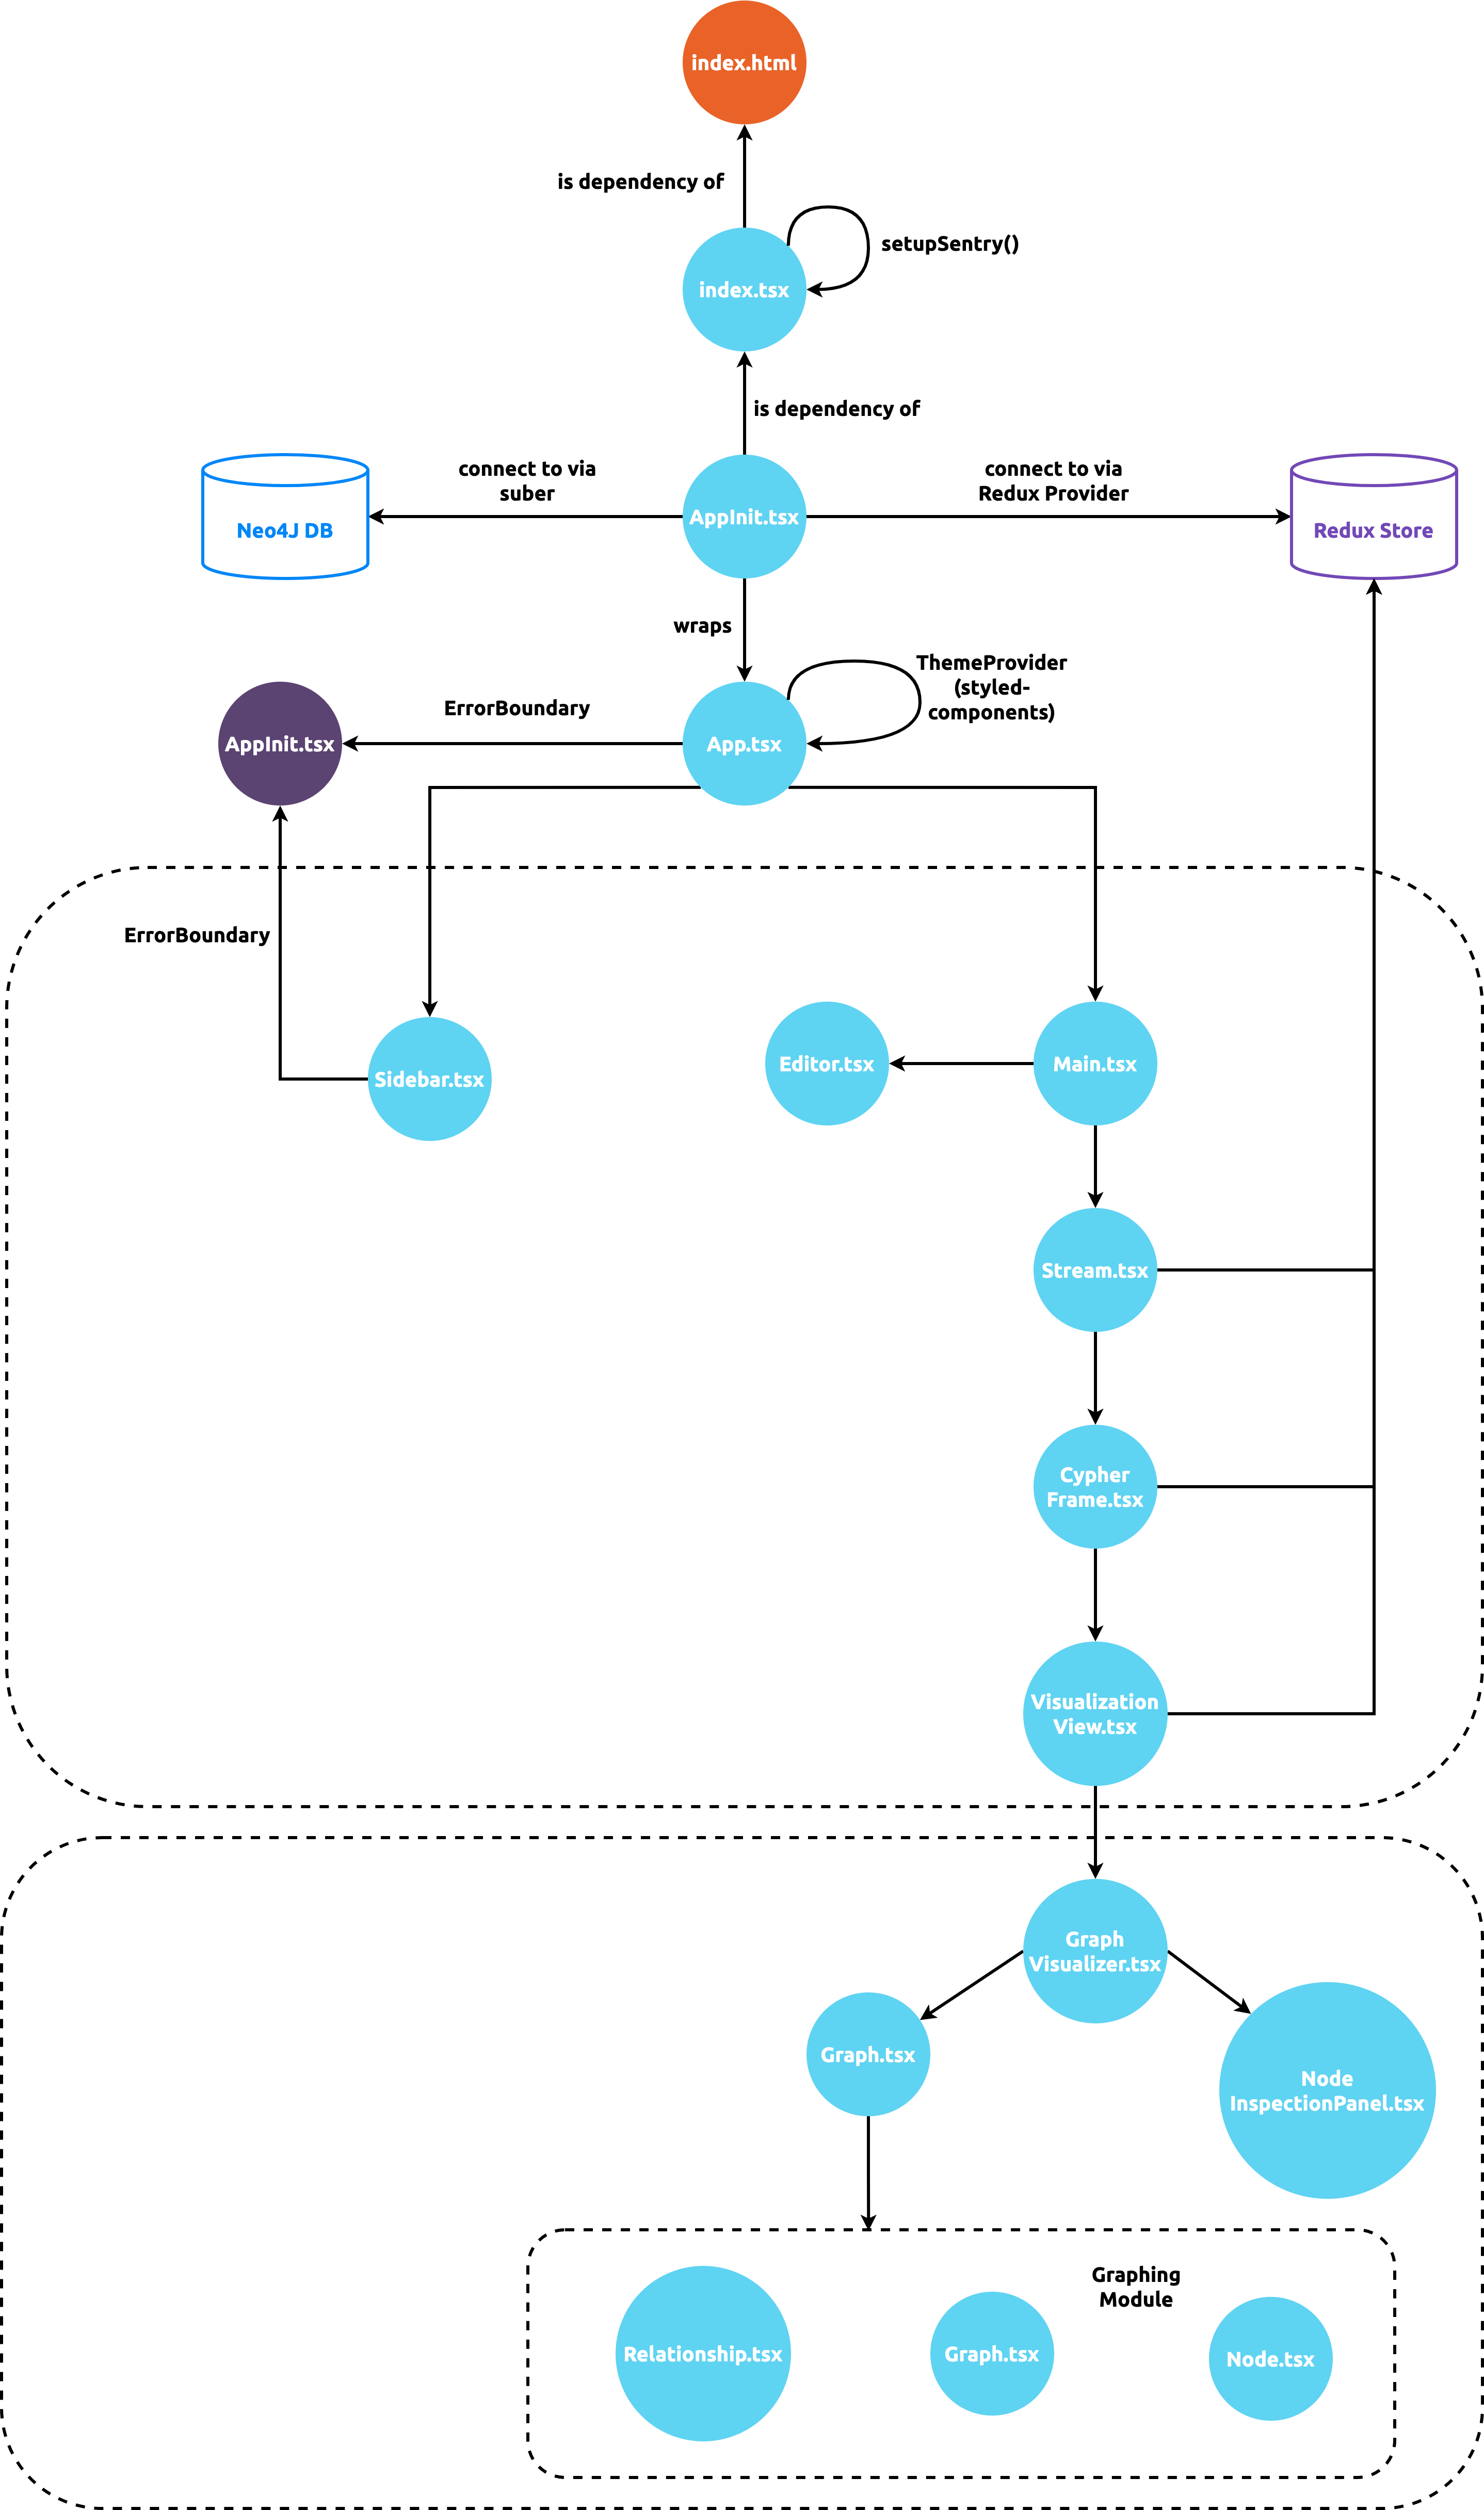 index.html
is dependency of
setupSentry()
index.tsx
is dependency of
connect to via
suber
connect to via
Redux Provider
Neo4J DB
AppInit.tsx
Redux Store
wraps
ThemeProvider
(styled-
components)
ErrorBoundary
AppInit.tsx
App.tsx
ErrorBoundary
Sidebar.tsx
Editor.tsx
Main.tsx
Stream.tsx
Cypher
Frame.tsx
Visualization
View.tsx
Graph
Visualizer.tsx
Graph.tsx
Node
InspectionPanel.tsx
Graphing
Module
Relationship.tsx
Graph.tsx
Node.tsx